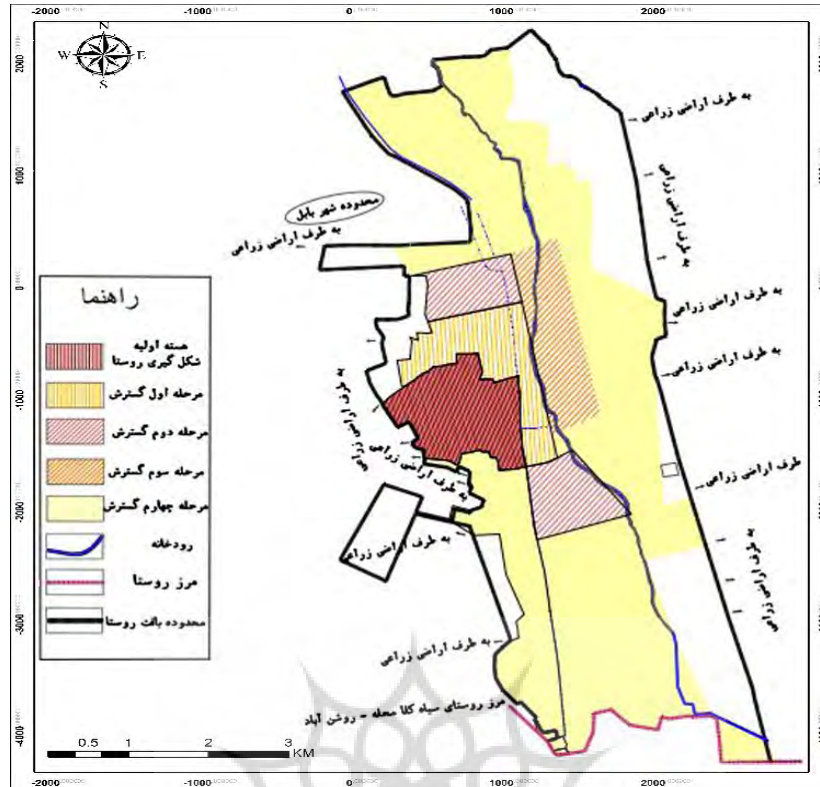 -2000
-1000
0
1000
2000
N
W
E
S
2000
1000
0
-1000
-2000
-3000
-4000
به طرف اراضی زراعی
به طرف اراضی زراعی
محدوده شهر بابل
به طرف اراضی زراعی
به طرف اراضی زراعی
به طرف اراضی زراعی
به طرف اراضی زراعی
به طرف اراضی زراعی
طرف اراضی زراعی
به طرف اراضی زراعی
به طرف اراضی زراعی
به طرف اراضی زراعی
مرز روستای سیاه کلا محله - روشن آباد
راهنما
هسته اولیه
شکل گیری روستا
مرحله اول گسترش
مرحله دوم گسترش
مرحله سوم گسترش
مرحله چهارم گسترش
رودخانه
مرز روستا
محدوده بافت روستا
0.5
1
2
3
KM
-2000
-1000
0
1000
2000